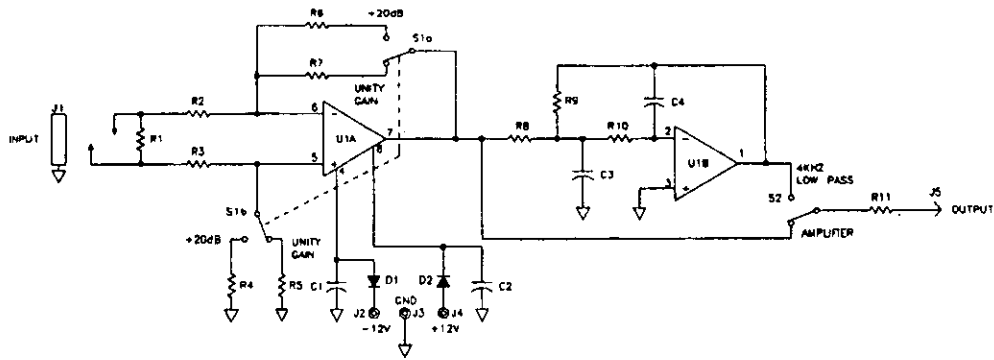 R6
+20dB
S1a
R7
UNITY
GAIN
J1
INPUT
R1
R2
R3
6
5
7
8
4
U1A
R9
C4
R8
R10
C3
2
3
1
U1B
4KHZ
LOW PASS
S2
R11
J5
OUTPUT
AMPLIFIER
S1b
+20dB
UNITY
GAIN
R4
R5
C1
D1
J2
-12V
GND
J3
D2
J4
+12V
C2